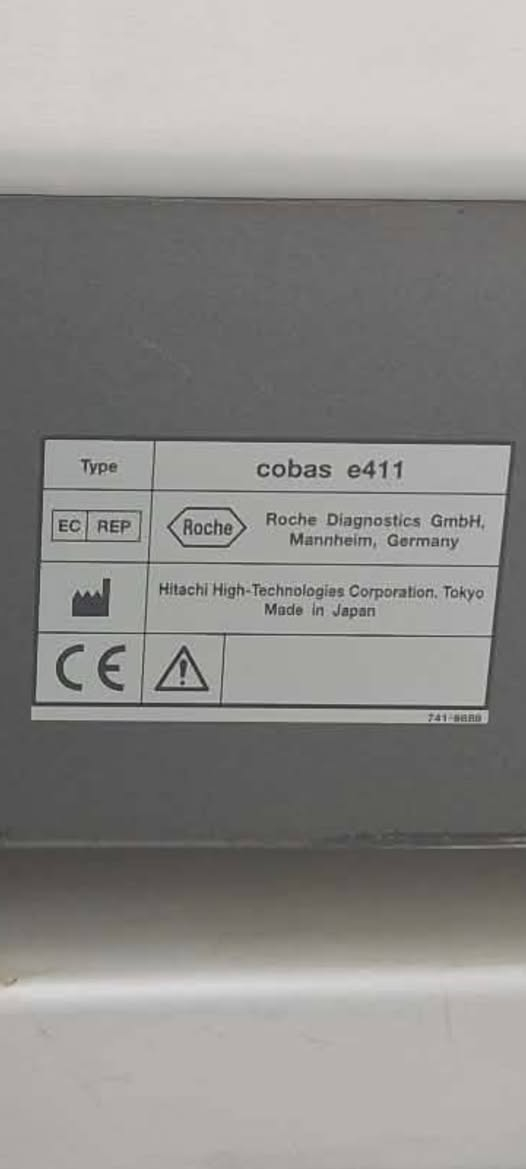 Type
cobas e411
EC REP
Roche
Roche Diagnostics GmbH,
Mannheim, Germany
Hitachi High-Technologies Corporation. Tokyo
Made in Japan
CE